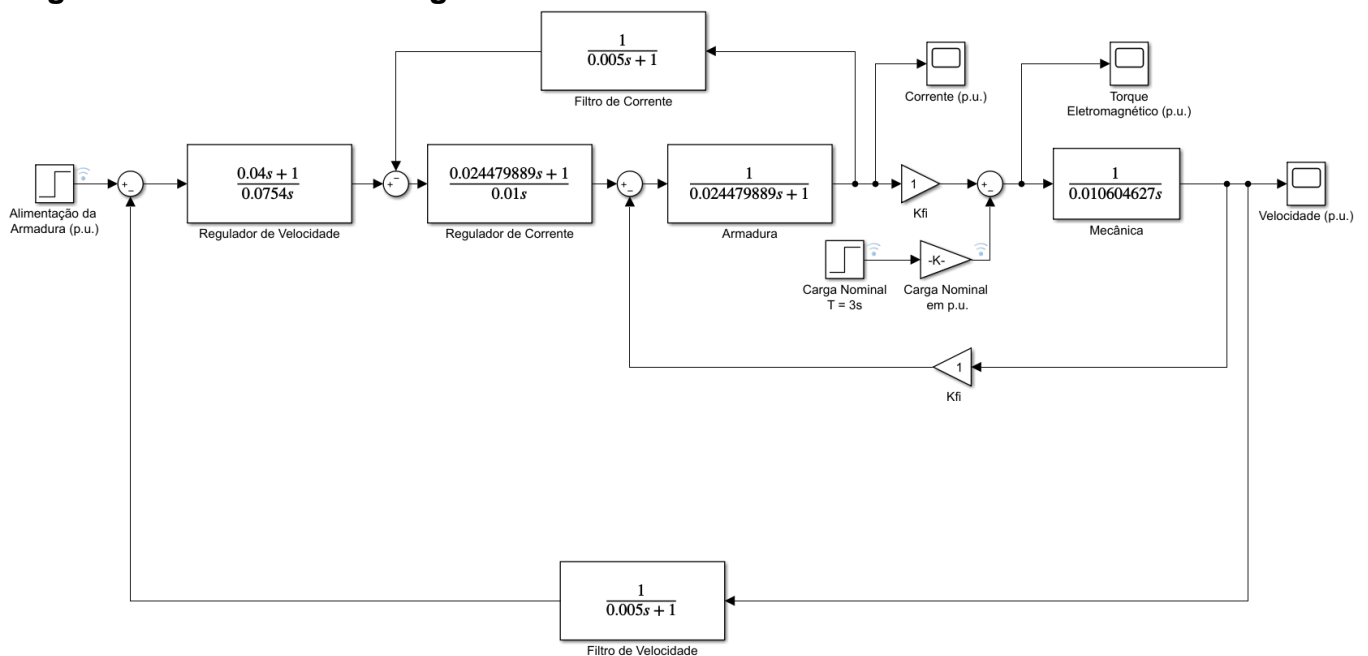 1
0.005s + 1
Filtro de Corrente
Corrente (p.u.)
Torque
Eletromagnético (p.u.)
+
−
0.04s + 1
0.0754s
−
+
0.024479889s + 1
0.01s
+
−
1
0.024479889s + 1
1
+
−
1
0.010604627s
Alimentação da
Armadura (p.u.)
Regulador de Velocidade
Regulador de Corrente
Armadura
Kfi
Mecânica
Velocidade (p.u.)
-K-
Carga Nominal
T = 3s
Carga Nominal
em p.u.
1
Kfi
1
0.005s + 1
Filtro de Velocidade